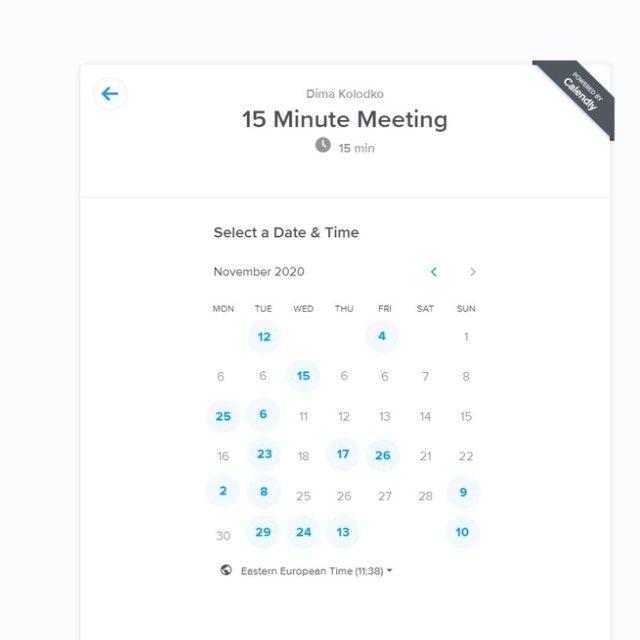 POWERED BY
Calendly
Dima Kolodko
15 Minute Meeting
15 min
Select a Date & Time
November 2020
MON TUE WED THU FRI SAT SUN
12 4 1
6 6 15 6 6 7 8
25 6 11 12 13 14 15
16 23 18 17 26 21 22
2 8 25 26 27 28 9
30 29 24 13 10
Eastern European Time (11:38)